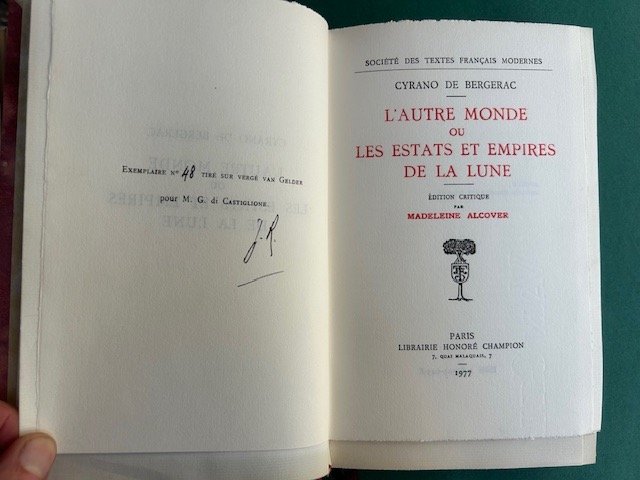 EXEMPLAIRE Nº 48 TIRÉ SUR VERGÉ VAN GELDER
POUR M. G. DI CASTIGLIONE.
J. R.
SOCIÉTÉ DES TEXTES FRANÇAIS MODERNES
CYRANO DE BERGERAC
L'AUTRE MONDE
OU
LES ESTATS ET EMPIRES
DE LA LUNE
ÉDITION CRITIQUE
PAR
MADELEINE ALCOVER
PARIS
LIBRAIRIE HONORÉ CHAMPION
7, QUAI MALAQUAIS, 7
1977